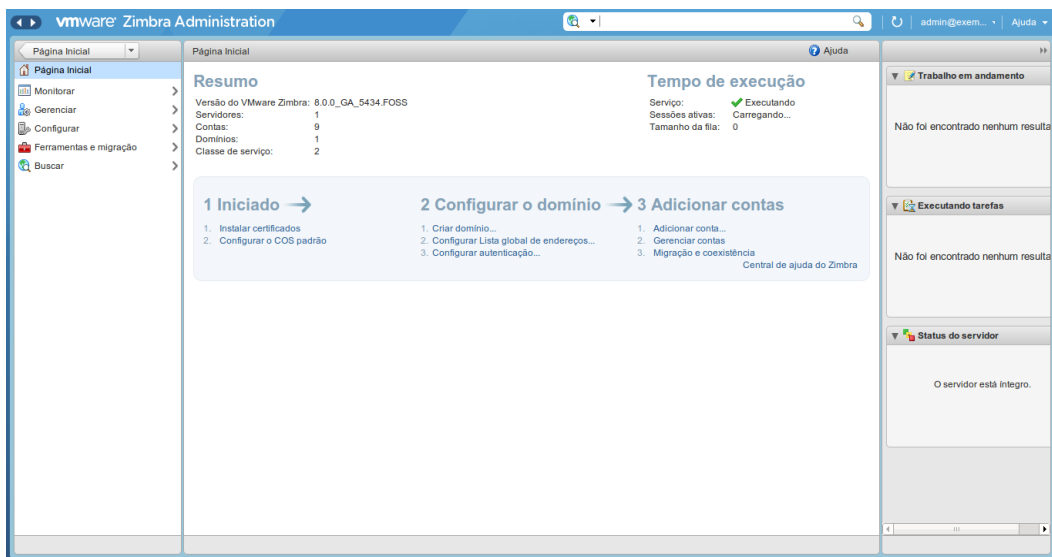 vmware Zimbra Administration
admin@exem...
Ajuda
Página Inicial
Página Inicial
Monitorar
Gerenciar
Configurar
Ferramentas e migração
Buscar
Página Inicial
Ajuda
Resumo
Versão do VMware Zimbra: 8.0.0_GA_5434.FOSS
Servidores: 1
Contas: 9
Domínios: 1
Classe de serviço: 2
Tempo de execução
Serviço: Executando
Sessões ativas: Carregando...
Tamanho da fila: 0
1 Iniciado
1. Instalar certificados
2. Configurar o COS padrão
2 Configurar o domínio
1. Criar domínio...
2. Configurar Lista global de endereços...
3. Configurar autenticação...
3 Adicionar contas
1. Adicionar conta...
2. Gerenciar contas
3. Migração e coexistência
Central de ajuda do Zimbra
Trabalho em andamento
Não foi encontrado nenhum resulta
Executando tarefas
Não foi encontrado nenhum resulta
Status do servidor
O servidor está íntegro.